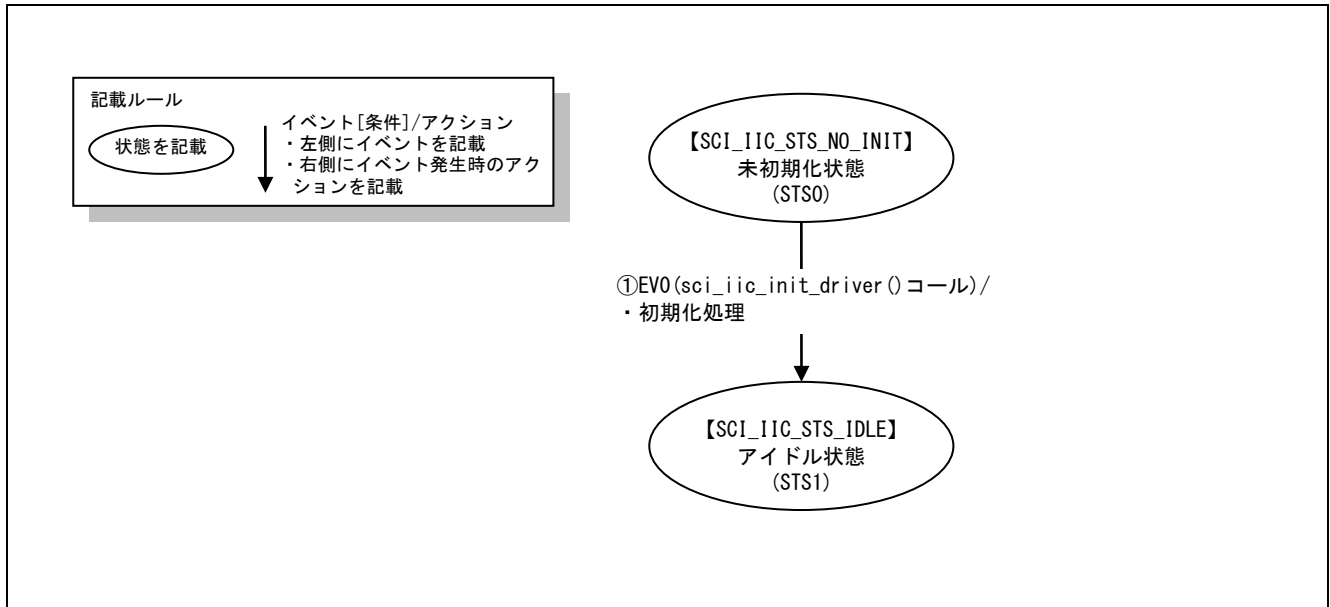 記載ルール
状態を記載
イベント[条件]/アクション
・左側にイベントを記載
・右側にイベント発生時のアク
ションを記載
【SCI_IIC_STS_NO_INIT】
未初期化状態
(STS0)
①EV0(sci_iic_init_driver()コール)/
・初期化処理
【SCI_IIC_STS_IDLE】
アイドル状態
(STS1)